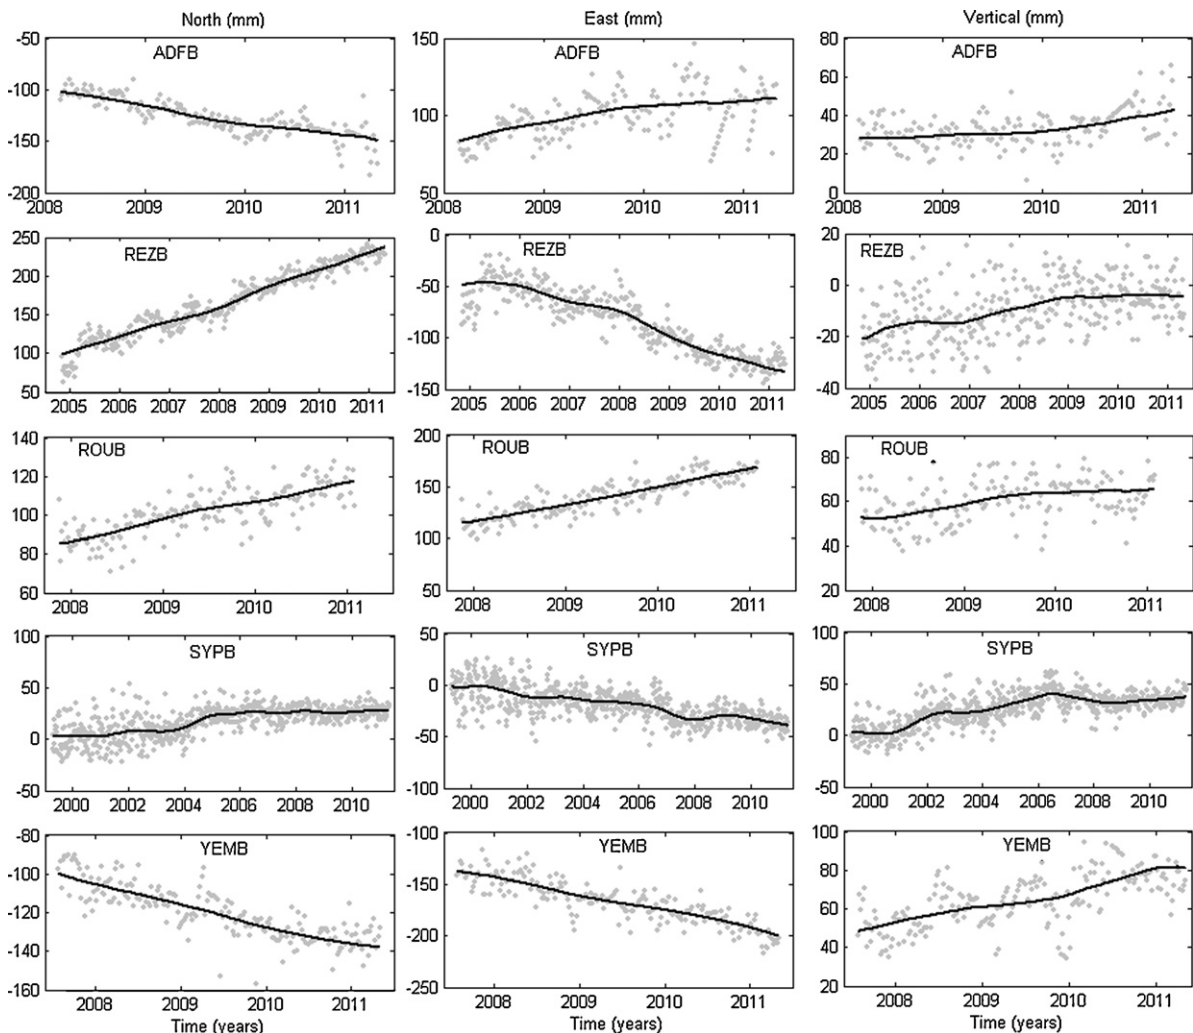 North (mm) East (mm) Vertical (mm)
-50 150 80
ADFB ADFB ADFB
60
-100 100 40
-150 20
-200 50 0
2008 2009 2010 2011 2008 2009 2010 2011 2008 2009 2010 2011
250 0 20
REZB REZB REZB
200 -50 0
150
100 -100 -20
50 -150 -40
2005 2006 2007 2008 2009 2010 2011 2005 2006 2007 2008 2009 2010 2011 2005 2006 2007 2008 2009 2010 2011
140 200 80
ROUB ROUB ROUB
120 150 60
100
80 100 40
60 50 20
2008 2009 2010 2011 2008 2009 2010 2011 2008 2009 2010 2011
100 50 100
SYPB SYPB SYPB
50 0 50
0 -50 0
-50 -100 -50
2000 2002 2004 2006 2008 2010 2000 2002 2004 2006 2008 2010 2000 2002 2004 2006 2008 2010
-80 -100 100
YEMB YEMB YEMB
-100 -150 80
-120 60
-140 -200 40
-160 -250 20
2008 2009 2010 2011 2008 2009 2010 2011 2008 2009 2010 2011
Time (years) Time (years) Time (years)